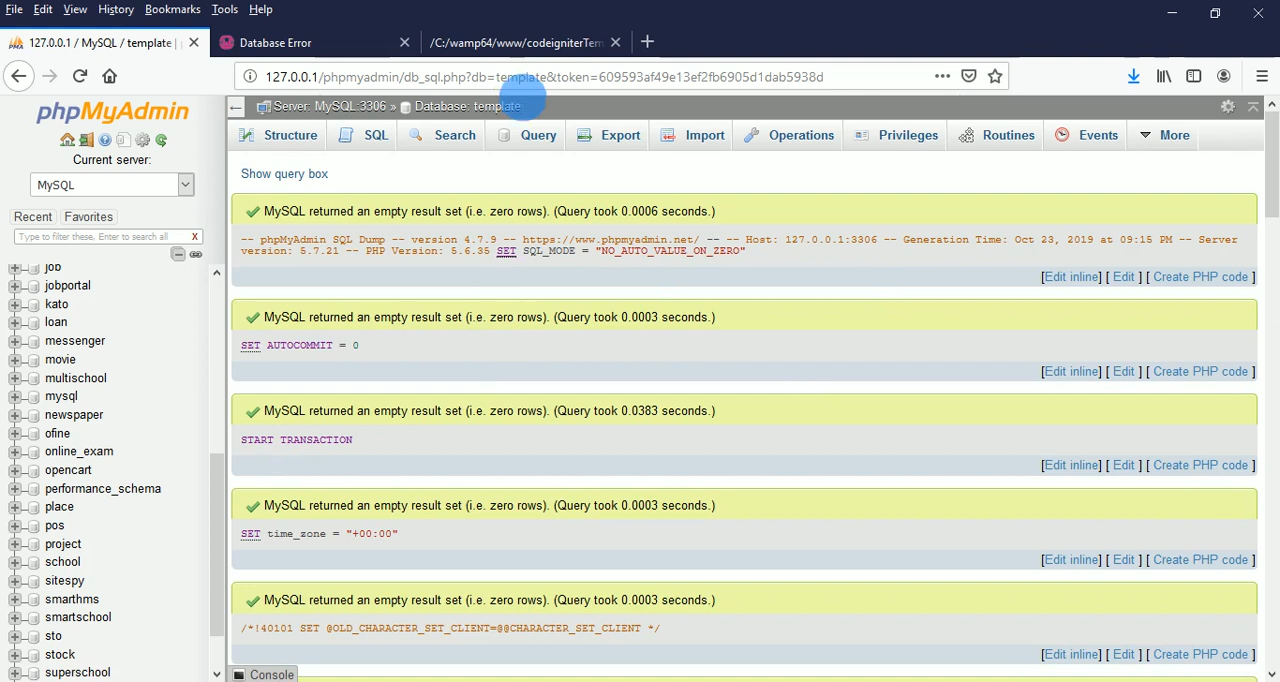 File Edit View History Bookmarks Tools Help
127.0.0.1 / MySQL / template |
Database Error
/C:/wamp64/www/codeigniterTem
127.0.0.1/phpmyadmin/db_sql.php?db=template&token=609593af49e13ef2fb6905d1dab5938d
phpMyAdmin
Current server:
MySQL
Recent Favorites
Type to filter these, Enter to search all X
job
jobportal
kato
loan
messenger
movie
multischool
mysql
newspaper
ofine
online_exam
opencart
performance_schema
place
pos
project
school
sitespy
smarthms
smartschool
sto
stock
superschool
Server: MySQL:3306 » Database: template
Structure SQL Search Query Export Import Operations Privileges Routines Events More
Show query box
MySQL returned an empty result set (i.e. zero rows). (Query took 0.0006 seconds.)
-- phpMyAdmin SQL Dump -- version 4.7.9 -- https://www.phpmyadmin.net/ -- -- Host: 127.0.0.1:3306 -- Generation Time: Oct 23, 2019 at 09:15 PM -- Server
version: 5.7.21 -- PHP Version: 5.6.35 SET SQL_MODE = "NO_AUTO_VALUE_ON_ZERO"
[Edit inline] [ Edit ] [ Create PHP code ]
MySQL returned an empty result set (i.e. zero rows). (Query took 0.0003 seconds.)
SET AUTOCOMMIT = 0
[Edit inline] [ Edit ] [ Create PHP code ]
MySQL returned an empty result set (i.e. zero rows). (Query took 0.0383 seconds.)
START TRANSACTION
[Edit inline] [ Edit ] [ Create PHP code ]
MySQL returned an empty result set (i.e. zero rows). (Query took 0.0003 seconds.)
SET time_zone = "+00:00"
[Edit inline] [ Edit ] [ Create PHP code ]
MySQL returned an empty result set (i.e. zero rows). (Query took 0.0003 seconds.)
/*!40101 SET @OLD_CHARACTER_SET_CLIENT=@@CHARACTER_SET_CLIENT */
[Edit inline] [ Edit ] [ Create PHP code ]
Console